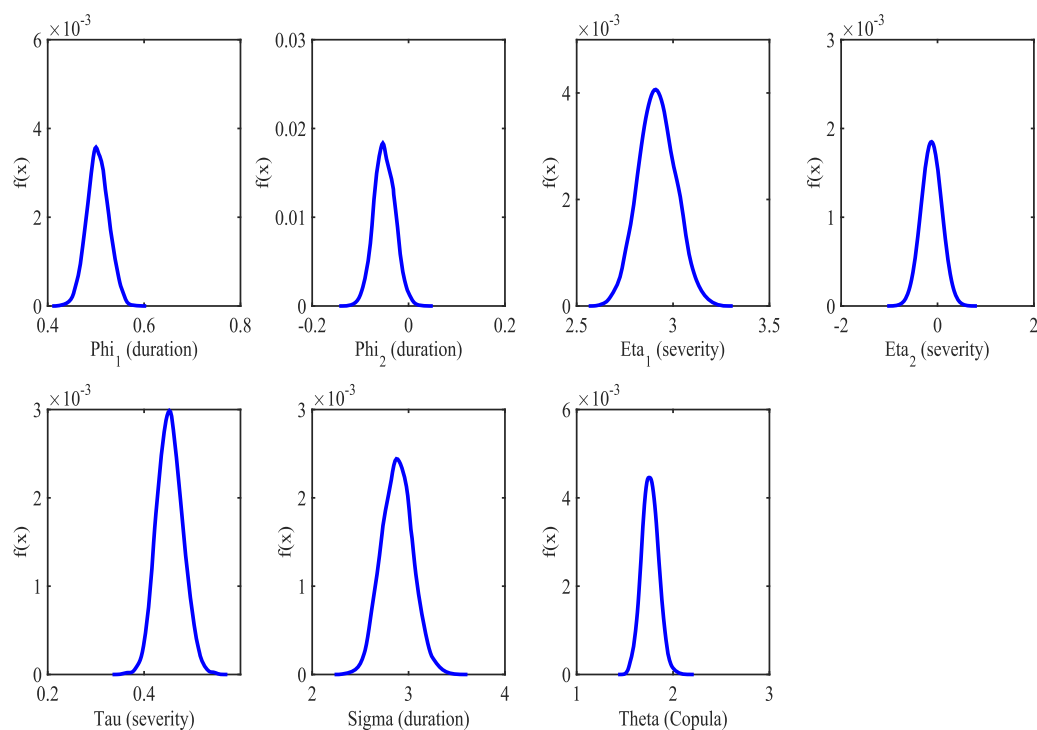 ×10-3
6
4
2
0
0.4 0.6 0.8
f(x)
Phi1 (duration)
0.03
0.02
0.01
0
-0.2 0 0.2
f(x)
Phi2 (duration)
×10-3
4
2
0
2.5 3 3.5
f(x)
Eta1 (severity)
×10-3
3
2
1
0
-2 0 2
f(x)
Eta2 (severity)
×10-3
3
2
1
0
0.2 0.4
f(x)
Tau (severity)
×10-3
3
2
1
0
2 3 4
f(x)
Sigma (duration)
×10-3
6
4
2
0
1 2 3
f(x)
Theta (Copula)